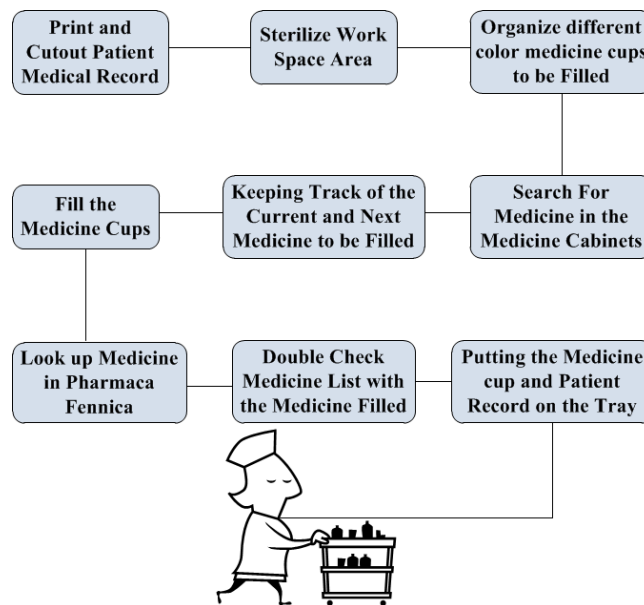 Print and
Cutout Patient
Medical Record
Sterilize Work
Space Area
Organize different
color medicine cups
to be Filled
Search For
Medicine in the
Medicine Cabinets
Keeping Track of the
Current and Next
Medicine to be Filled
Fill the
Medicine Cups
Look up Medicine
in Pharmaca
Fennica
Double Check
Medicine List with
the Medicine Filled
Putting the Medicine
cup and Patient
Record on the Tray